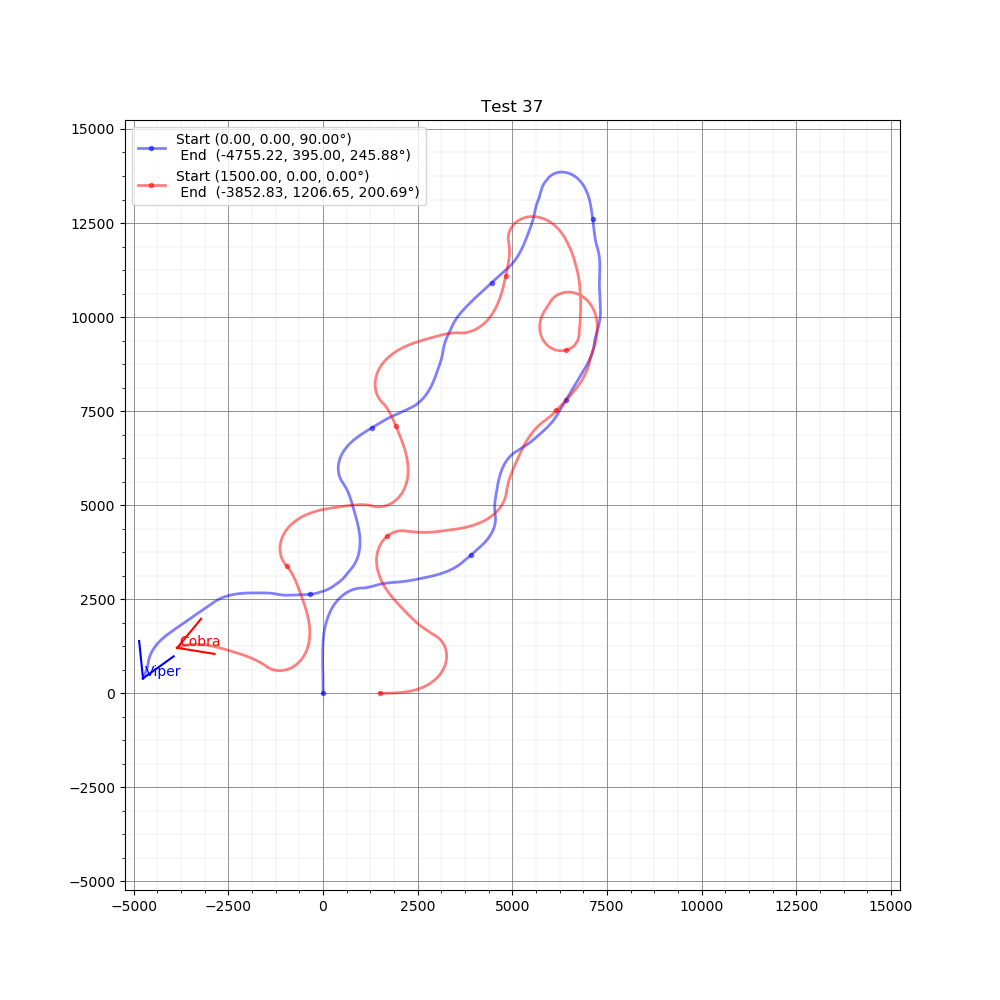 Test 37
Start (0.00, 0.00, 90.00°)
End (-4755.22, 395.00, 245.88°)
Start (1500.00, 0.00, 0.00°)
End (-3852.83, 1206.65, 200.69°)
15000
12500
10000
7500
5000
2500
0
−2500
−5000
Cobra
Viper
−5000 −2500 0 2500 5000 7500 10000 12500 15000